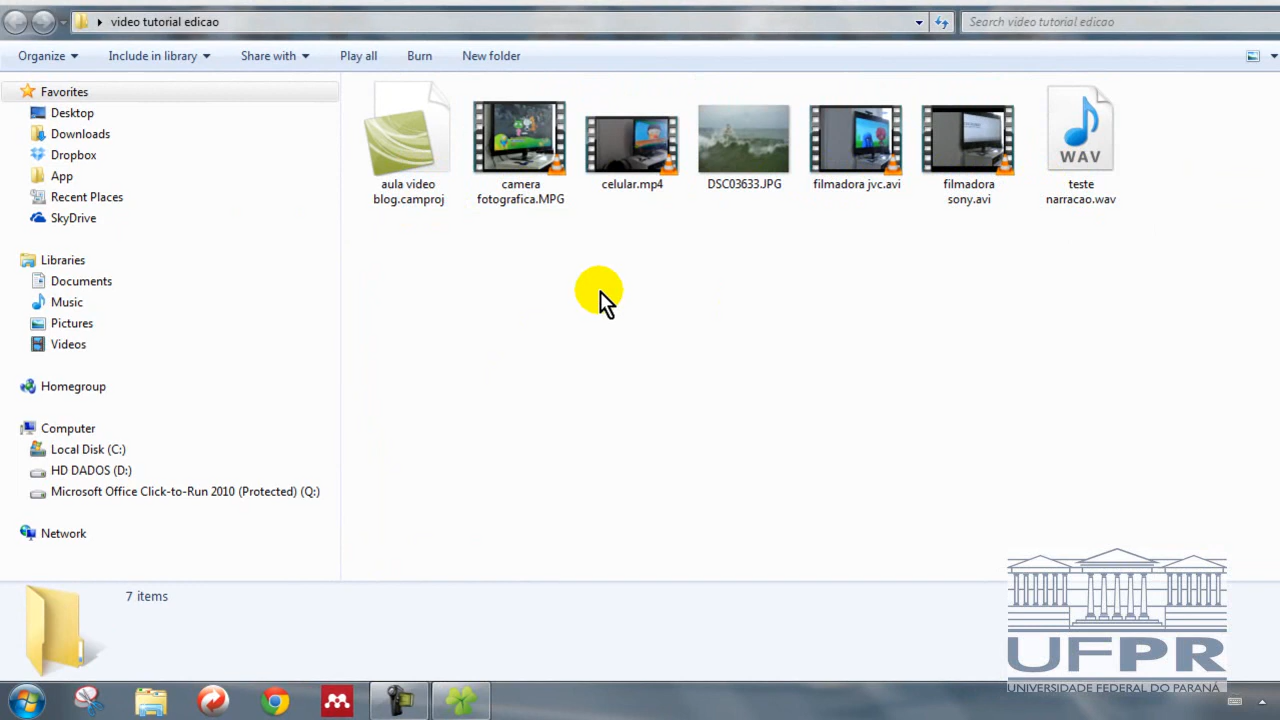 video tutorial edicao
Search video tutorial edicao
Organize
Include in library
Share with
Play all
Burn
New folder
Favorites
Desktop
Downloads
Dropbox
App
Recent Places
SkyDrive
Libraries
Documents
Music
Pictures
Videos
Homegroup
Computer
Local Disk (C:)
HD DADOS (D:)
Microsoft Office Click-to-Run 2010 (Protected) (Q:)
Network
aula video
blog.camproj
camera
fotografica.MPG
celular.mp4
DSC03633.JPG
filmadora jvc.avi
filmadora
sony.avi
WAV
teste
narracao.wav
7 items
UFPR
UNIVERSIDADE FEDERAL DO PARANÁ